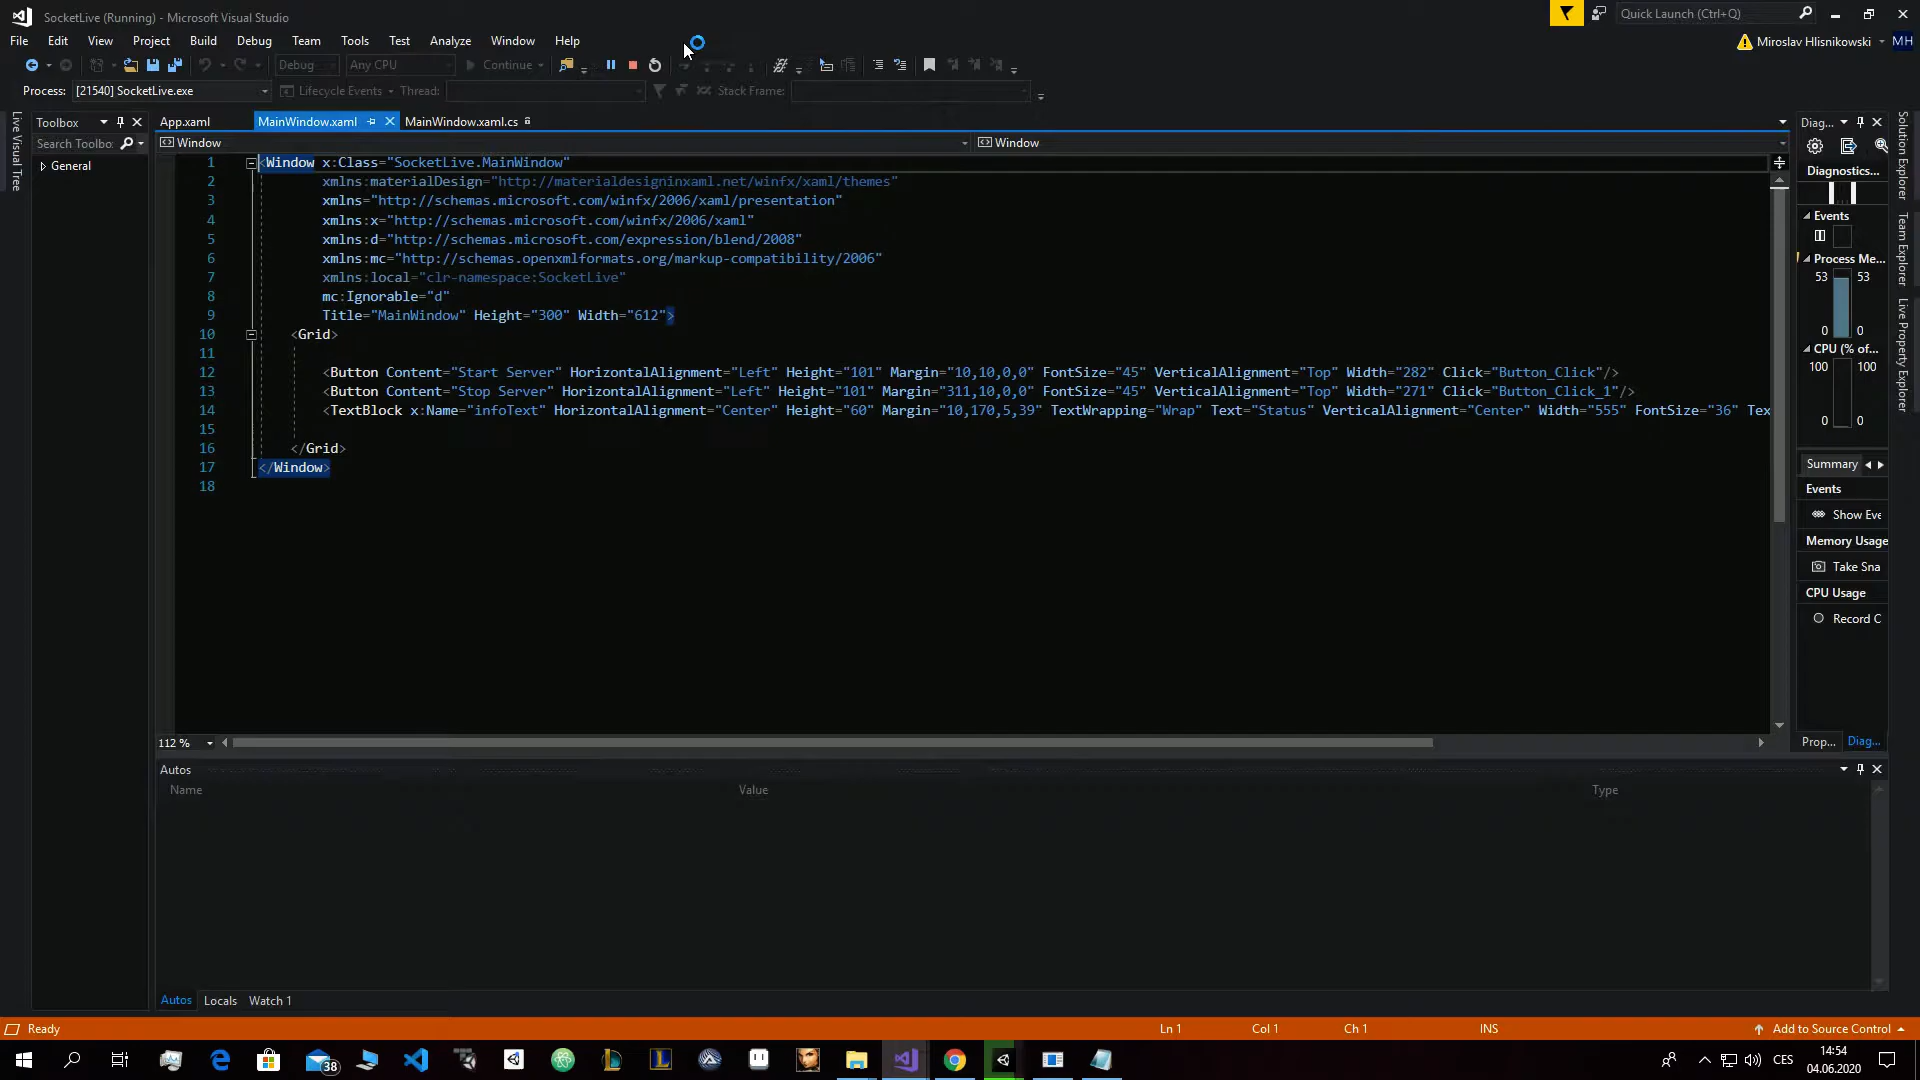 SocketLive (Running) - Microsoft Visual Studio
Quick Launch (Ctrl+Q)
File Edit View Project Build Debug Team Tools Test Analyze Window Help
Miroslav Hlisnikowski MH
Debug Any CPU Continue
Process: [21540] SocketLive.exe Lifecycle Events Thread: Stack Frame:
Live Visual Tree
Toolbox
Search Toolbo
General
App.xaml MainWindow.xaml MainWindow.xaml.cs
Window Window
1 <Window x:Class="SocketLive.MainWindow"
2 xmlns:materialDesign="http://materialdesigninxaml.net/winfx/xaml/themes"
3 xmlns="http://schemas.microsoft.com/winfx/2006/xaml/presentation"
4 xmlns:x="http://schemas.microsoft.com/winfx/2006/xaml"
5 xmlns:d="http://schemas.microsoft.com/expression/blend/2008"
6 xmlns:mc="http://schemas.openxmlformats.org/markup-compatibility/2006"
7 xmlns:local="clr-namespace:SocketLive"
8 mc:Ignorable="d"
9 Title="MainWindow" Height="300" Width="612">
10 <Grid>
11
12 <Button Content="Start Server" HorizontalAlignment="Left" Height="101" Margin="10,10,0,0" FontSize="45" VerticalAlignment="Top" Width="282" Click="Button_Click"/>
13 <Button Content="Stop Server" HorizontalAlignment="Left" Height="101" Margin="311,10,0,0" FontSize="45" VerticalAlignment="Top" Width="271" Click="Button_Click_1"/>
14 <TextBlock x:Name="infoText" HorizontalAlignment="Center" Height="60" Margin="10,170,5,39" TextWrapping="Wrap" Text="Status" VerticalAlignment="Center" Width="555" FontSize="36" Tex
15
16 </Grid>
17 </Window>
18
112 %
Diag...
Diagnostics...
Events
Process Me...
53 53
0 0
CPU (% of...
100 100
0 0
Summary
Events
Show Eve
Memory Usage
Take Sna
CPU Usage
Record C
Prop... Diag...
Solution Explorer
Team Explorer
Live Property Explorer
Autos
Name Value Type
Autos Locals Watch 1
Ready Ln 1 Col 1 Ch 1 INS Add to Source Control
38
CES
14:54
04.06.2020